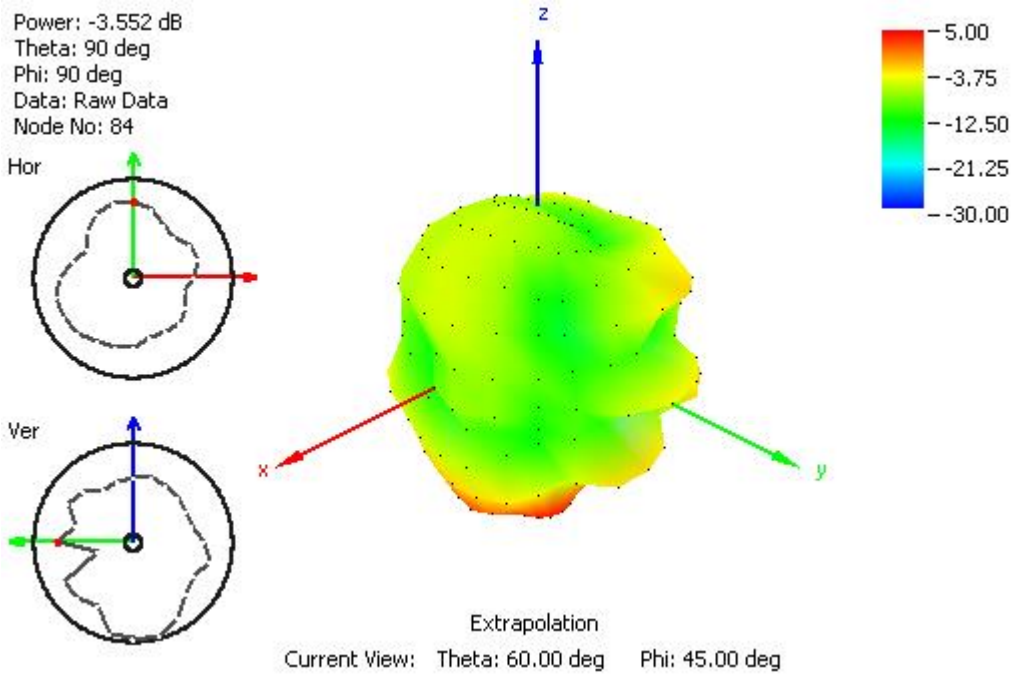 Power: -3.552 dB
Theta: 90 deg
Phi: 90 deg
Data: Raw Data
Node No: 84
Hor
Ver
z
x
y
5.00
-3.75
-12.50
-21.25
-30.00
Extrapolation
Current View: Theta: 60.00 deg Phi: 45.00 deg